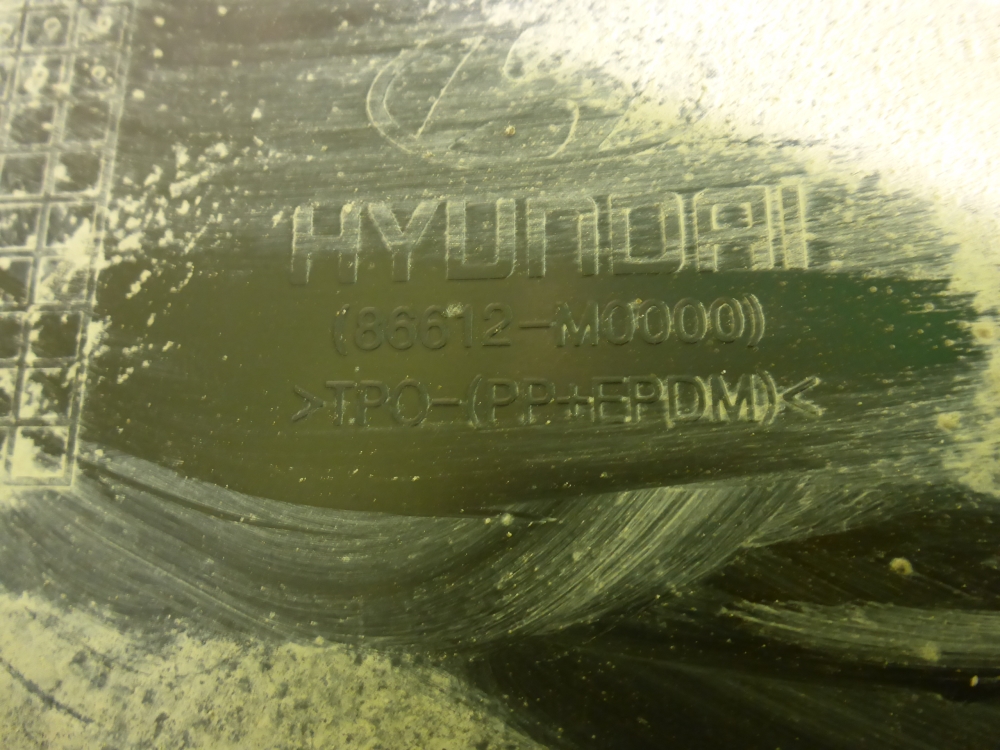 HYUNDAI
(86612-M0000)
>TPO-(PP+EPDM)<